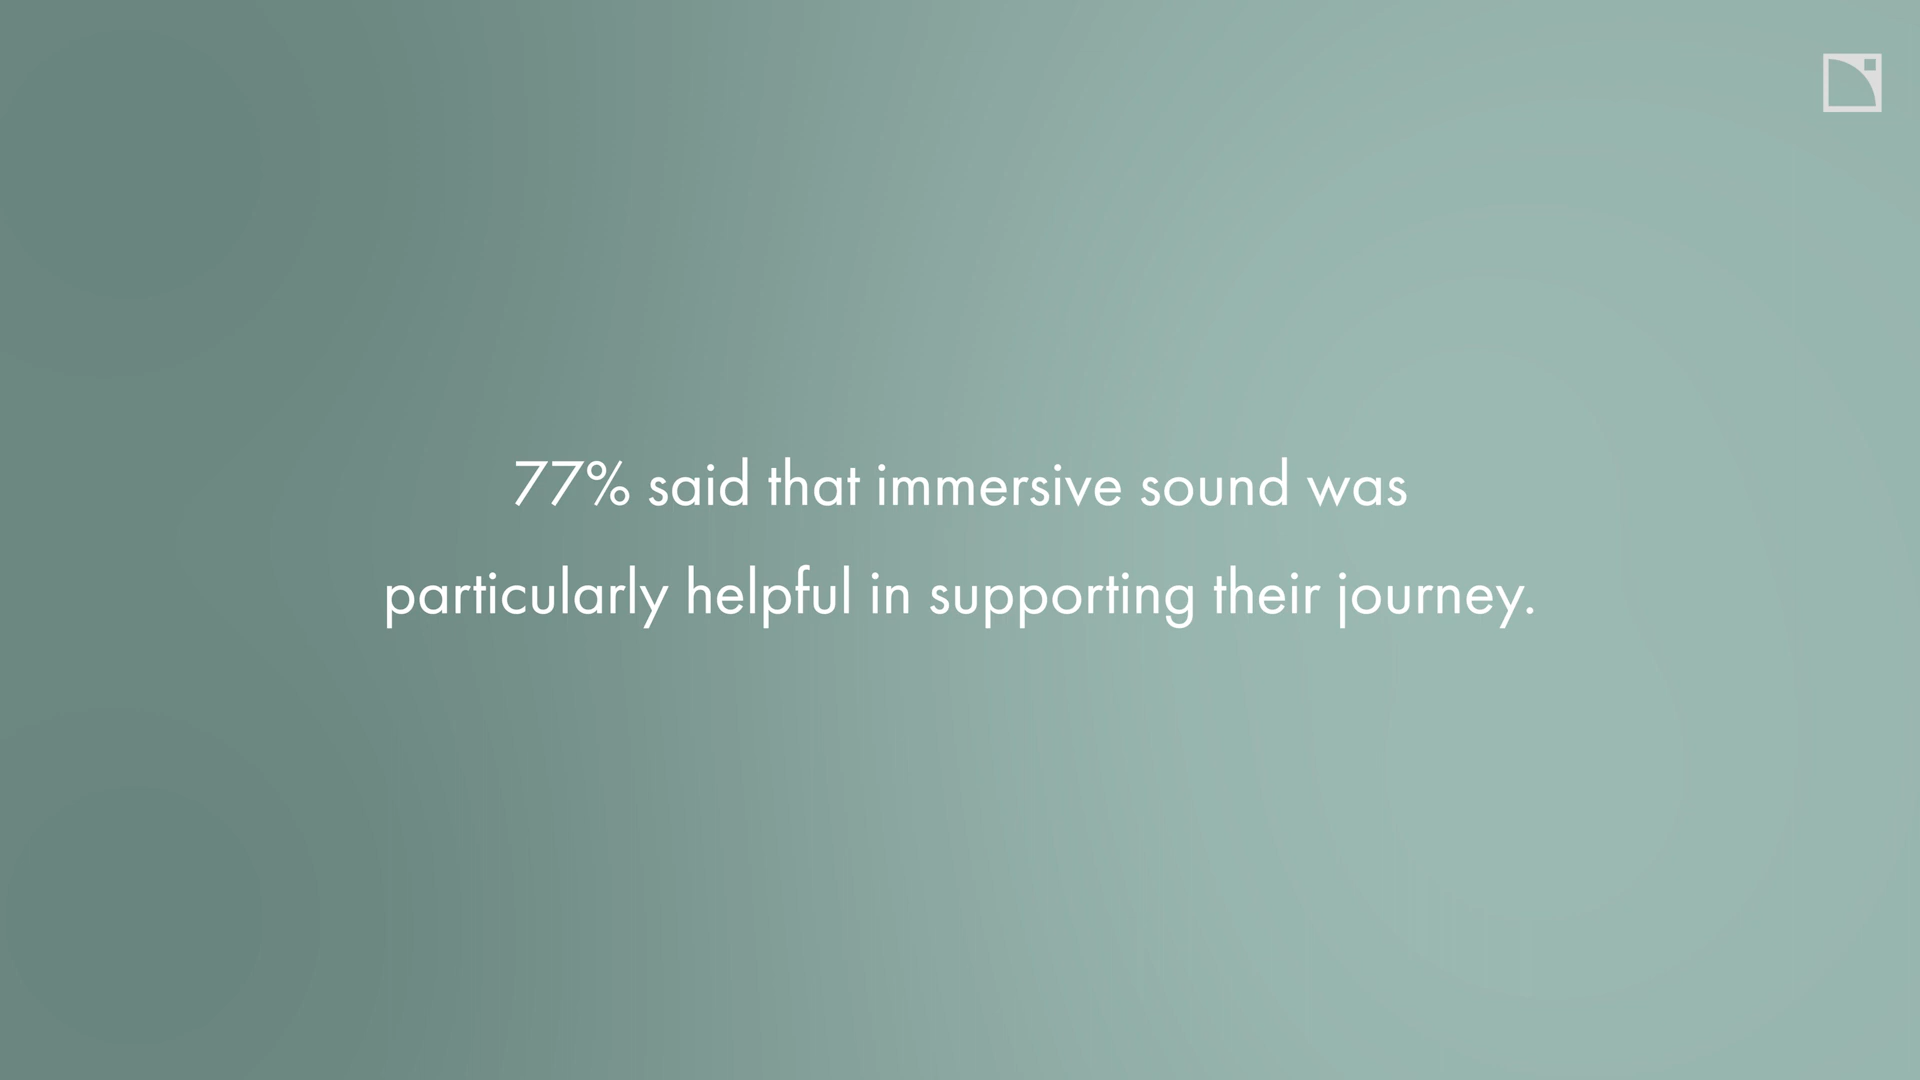 77% said that immersive sound was
particularly helpful in supporting their journey.